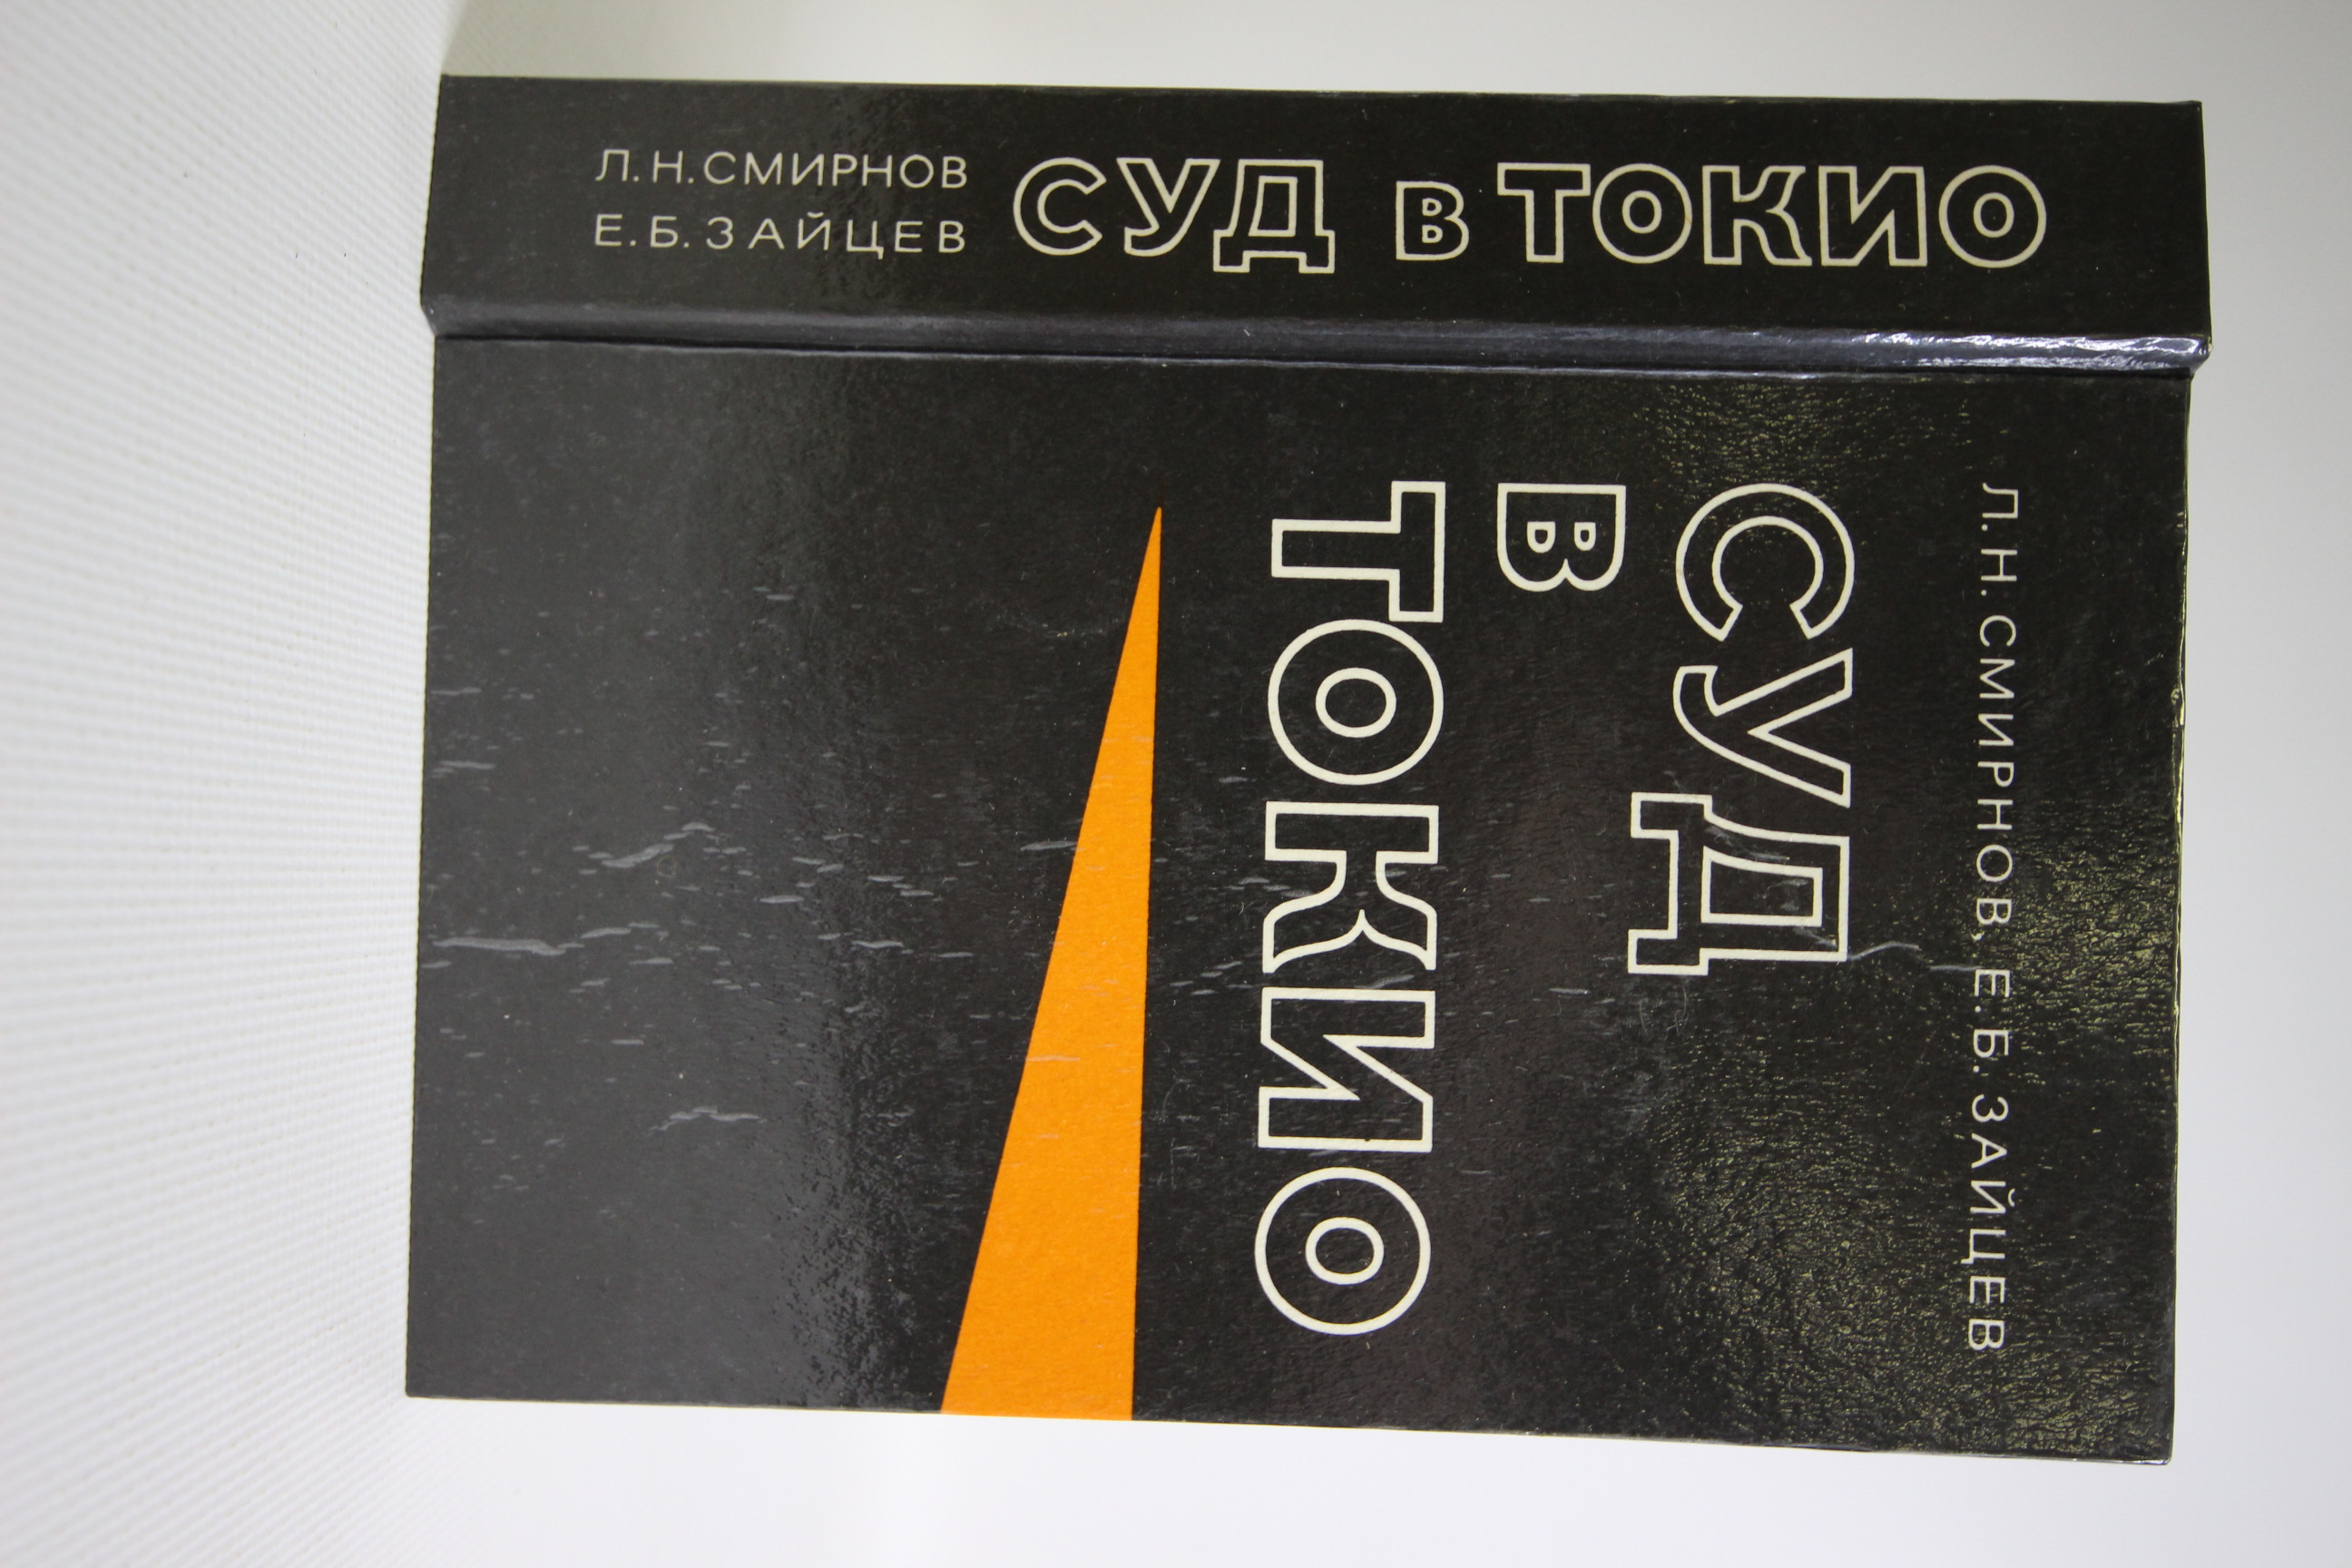 Л. Н. СМИРНОВ
Е. Б. ЗАЙЦЕВ
СУД В ТОКИО
Л. Н. СМИРНОВ, Е. Б. ЗАЙЦЕВ
СУД
В
ТОКИО